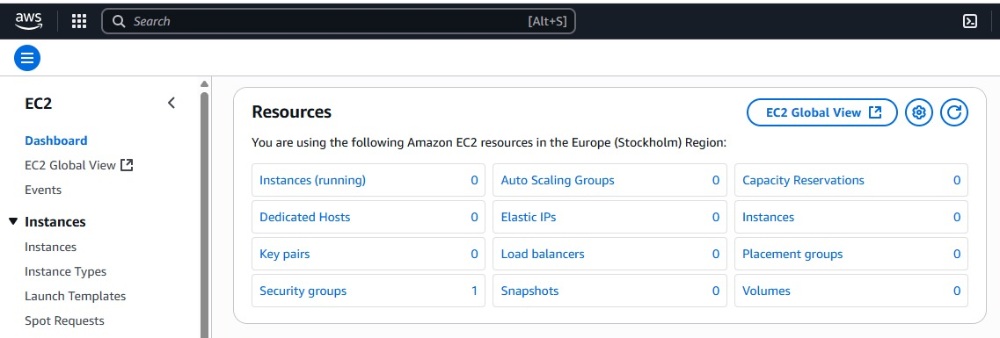 aws
Search [Alt+S]
EC2
Dashboard
EC2 Global View
Events
Instances
Instances
Instance Types
Launch Templates
Spot Requests
Resources
EC2 Global View
You are using the following Amazon EC2 resources in the Europe (Stockholm) Region:
Instances (running) 0 Auto Scaling Groups 0 Capacity Reservations 0
Dedicated Hosts 0 Elastic IPs 0 Instances 0
Key pairs 0 Load balancers 0 Placement groups 0
Security groups 1 Snapshots 0 Volumes 0